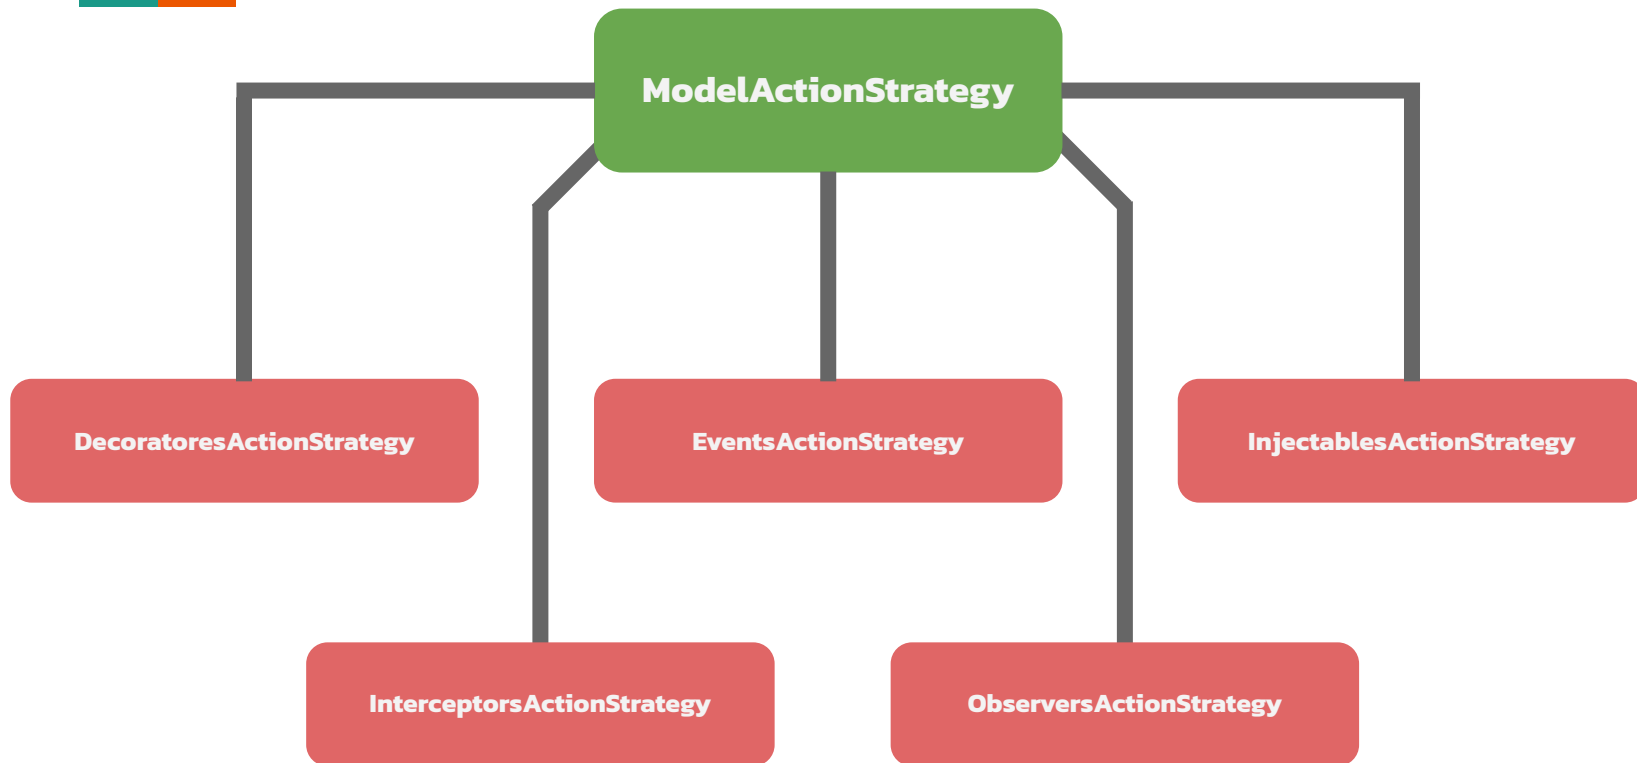 ModelActionStrategy
DecoratoresActionStrategy
EventsActionStrategy
InjectablesActionStrategy
InterceptorsActionStrategy
ObserversActionStrategy